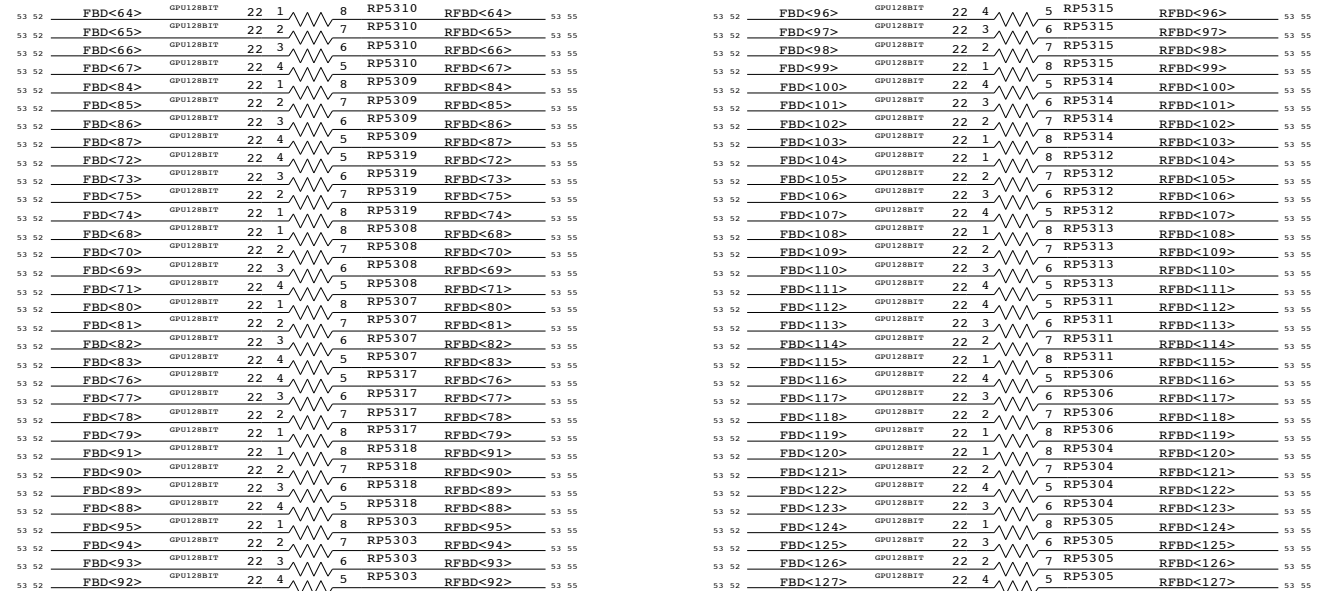 53 52 FBD<64> GPU128BIT 22 1 8 RP5310 RFBD<64> 53 55
53 52 FBD<65> GPU128BIT 22 2 7 RP5310 RFBD<65> 53 55
53 52 FBD<66> GPU128BIT 22 3 6 RP5310 RFBD<66> 53 55
53 52 FBD<67> GPU128BIT 22 4 5 RP5310 RFBD<67> 53 55
53 52 FBD<84> GPU128BIT 22 1 8 RP5309 RFBD<84> 53 55
53 52 FBD<85> GPU128BIT 22 2 7 RP5309 RFBD<85> 53 55
53 52 FBD<86> GPU128BIT 22 3 6 RP5309 RFBD<86> 53 55
53 52 FBD<87> GPU128BIT 22 4 5 RP5309 RFBD<87> 53 55
53 52 FBD<72> GPU128BIT 22 4 5 RP5319 RFBD<72> 53 55
53 52 FBD<73> GPU128BIT 22 3 6 RP5319 RFBD<73> 53 55
53 52 FBD<75> GPU128BIT 22 2 7 RP5319 RFBD<75> 53 55
53 52 FBD<74> GPU128BIT 22 1 8 RP5319 RFBD<74> 53 55
53 52 FBD<68> GPU128BIT 22 1 8 RP5308 RFBD<68> 53 55
53 52 FBD<70> GPU128BIT 22 2 7 RP5308 RFBD<70> 53 55
53 52 FBD<69> GPU128BIT 22 3 6 RP5308 RFBD<69> 53 55
53 52 FBD<71> GPU128BIT 22 4 5 RP5308 RFBD<71> 53 55
53 52 FBD<80> GPU128BIT 22 1 8 RP5307 RFBD<80> 53 55
53 52 FBD<81> GPU128BIT 22 2 7 RP5307 RFBD<81> 53 55
53 52 FBD<82> GPU128BIT 22 3 6 RP5307 RFBD<82> 53 55
53 52 FBD<83> GPU128BIT 22 4 5 RP5307 RFBD<83> 53 55
53 52 FBD<76> GPU128BIT 22 4 5 RP5317 RFBD<76> 53 55
53 52 FBD<77> GPU128BIT 22 3 6 RP5317 RFBD<77> 53 55
53 52 FBD<78> GPU128BIT 22 2 7 RP5317 RFBD<78> 53 55
53 52 FBD<79> GPU128BIT 22 1 8 RP5317 RFBD<79> 53 55
53 52 FBD<91> GPU128BIT 22 1 8 RP5318 RFBD<91> 53 55
53 52 FBD<90> GPU128BIT 22 2 7 RP5318 RFBD<90> 53 55
53 52 FBD<89> GPU128BIT 22 3 6 RP5318 RFBD<89> 53 55
53 52 FBD<88> GPU128BIT 22 4 5 RP5318 RFBD<88> 53 55
53 52 FBD<95> GPU128BIT 22 1 8 RP5303 RFBD<95> 53 55
53 52 FBD<94> GPU128BIT 22 2 7 RP5303 RFBD<94> 53 55
53 52 FBD<93> GPU128BIT 22 3 6 RP5303 RFBD<93> 53 55
53 52 FBD<92> GPU128BIT 22 4 5 RP5303 RFBD<92> 53 55
53 52 FBD<96> GPU128BIT 22 4 5 RP5315 RFBD<96> 53 55
53 52 FBD<97> GPU128BIT 22 3 6 RP5315 RFBD<97> 53 55
53 52 FBD<98> GPU128BIT 22 2 7 RP5315 RFBD<98> 53 55
53 52 FBD<99> GPU128BIT 22 1 8 RP5315 RFBD<99> 53 55
53 52 FBD<100> GPU128BIT 22 4 5 RP5314 RFBD<100> 53 55
53 52 FBD<101> GPU128BIT 22 3 6 RP5314 RFBD<101> 53 55
53 52 FBD<102> GPU128BIT 22 2 7 RP5314 RFBD<102> 53 55
53 52 FBD<103> GPU128BIT 22 1 8 RP5314 RFBD<103> 53 55
53 52 FBD<104> GPU128BIT 22 1 8 RP5312 RFBD<104> 53 55
53 52 FBD<105> GPU128BIT 22 2 7 RP5312 RFBD<105> 53 55
53 52 FBD<106> GPU128BIT 22 3 6 RP5312 RFBD<106> 53 55
53 52 FBD<107> GPU128BIT 22 4 5 RP5312 RFBD<107> 53 55
53 52 FBD<108> GPU128BIT 22 1 8 RP5313 RFBD<108> 53 55
53 52 FBD<109> GPU128BIT 22 2 7 RP5313 RFBD<109> 53 55
53 52 FBD<110> GPU128BIT 22 3 6 RP5313 RFBD<110> 53 55
53 52 FBD<111> GPU128BIT 22 4 5 RP5313 RFBD<111> 53 55
53 52 FBD<112> GPU128BIT 22 4 5 RP5311 RFBD<112> 53 55
53 52 FBD<113> GPU128BIT 22 3 6 RP5311 RFBD<113> 53 55
53 52 FBD<114> GPU128BIT 22 2 7 RP5311 RFBD<114> 53 55
53 52 FBD<115> GPU128BIT 22 1 8 RP5311 RFBD<115> 53 55
53 52 FBD<116> GPU128BIT 22 4 5 RP5306 RFBD<116> 53 55
53 52 FBD<117> GPU128BIT 22 3 6 RP5306 RFBD<117> 53 55
53 52 FBD<118> GPU128BIT 22 2 7 RP5306 RFBD<118> 53 55
53 52 FBD<119> GPU128BIT 22 1 8 RP5306 RFBD<119> 53 55
53 52 FBD<120> GPU128BIT 22 1 8 RP5304 RFBD<120> 53 55
53 52 FBD<121> GPU128BIT 22 2 7 RP5304 RFBD<121> 53 55
53 52 FBD<122> GPU128BIT 22 4 5 RP5304 RFBD<122> 53 55
53 52 FBD<123> GPU128BIT 22 3 6 RP5304 RFBD<123> 53 55
53 52 FBD<124> GPU128BIT 22 1 8 RP5305 RFBD<124> 53 55
53 52 FBD<125> GPU128BIT 22 3 6 RP5305 RFBD<125> 53 55
53 52 FBD<126> GPU128BIT 22 2 7 RP5305 RFBD<126> 53 55
53 52 FBD<127> GPU128BIT 22 4 5 RP5305 RFBD<127> 53 55